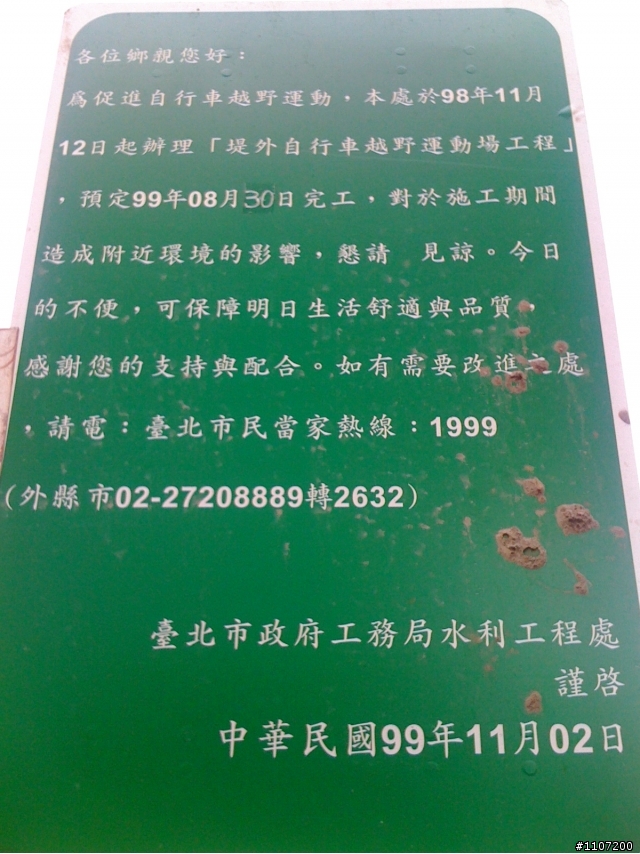 各位鄉親您好：
為促進自行車越野運動，本處於98年11月
12日起辦理「堤外自行車越野運動場工程」
，預定99年08月30日完工，對於施工期間
造成附近環境的影響，懇請　見諒。今日
的不便，可保障明日生活舒適與品質，
感謝您的支持與配合。如有需要改進之處
，請電：臺北市民當家熱線：1999
（外縣市02-27208889轉2632）
臺北市政府工務局水利工程處
謹啓
中華民國99年11月02日
#1107200